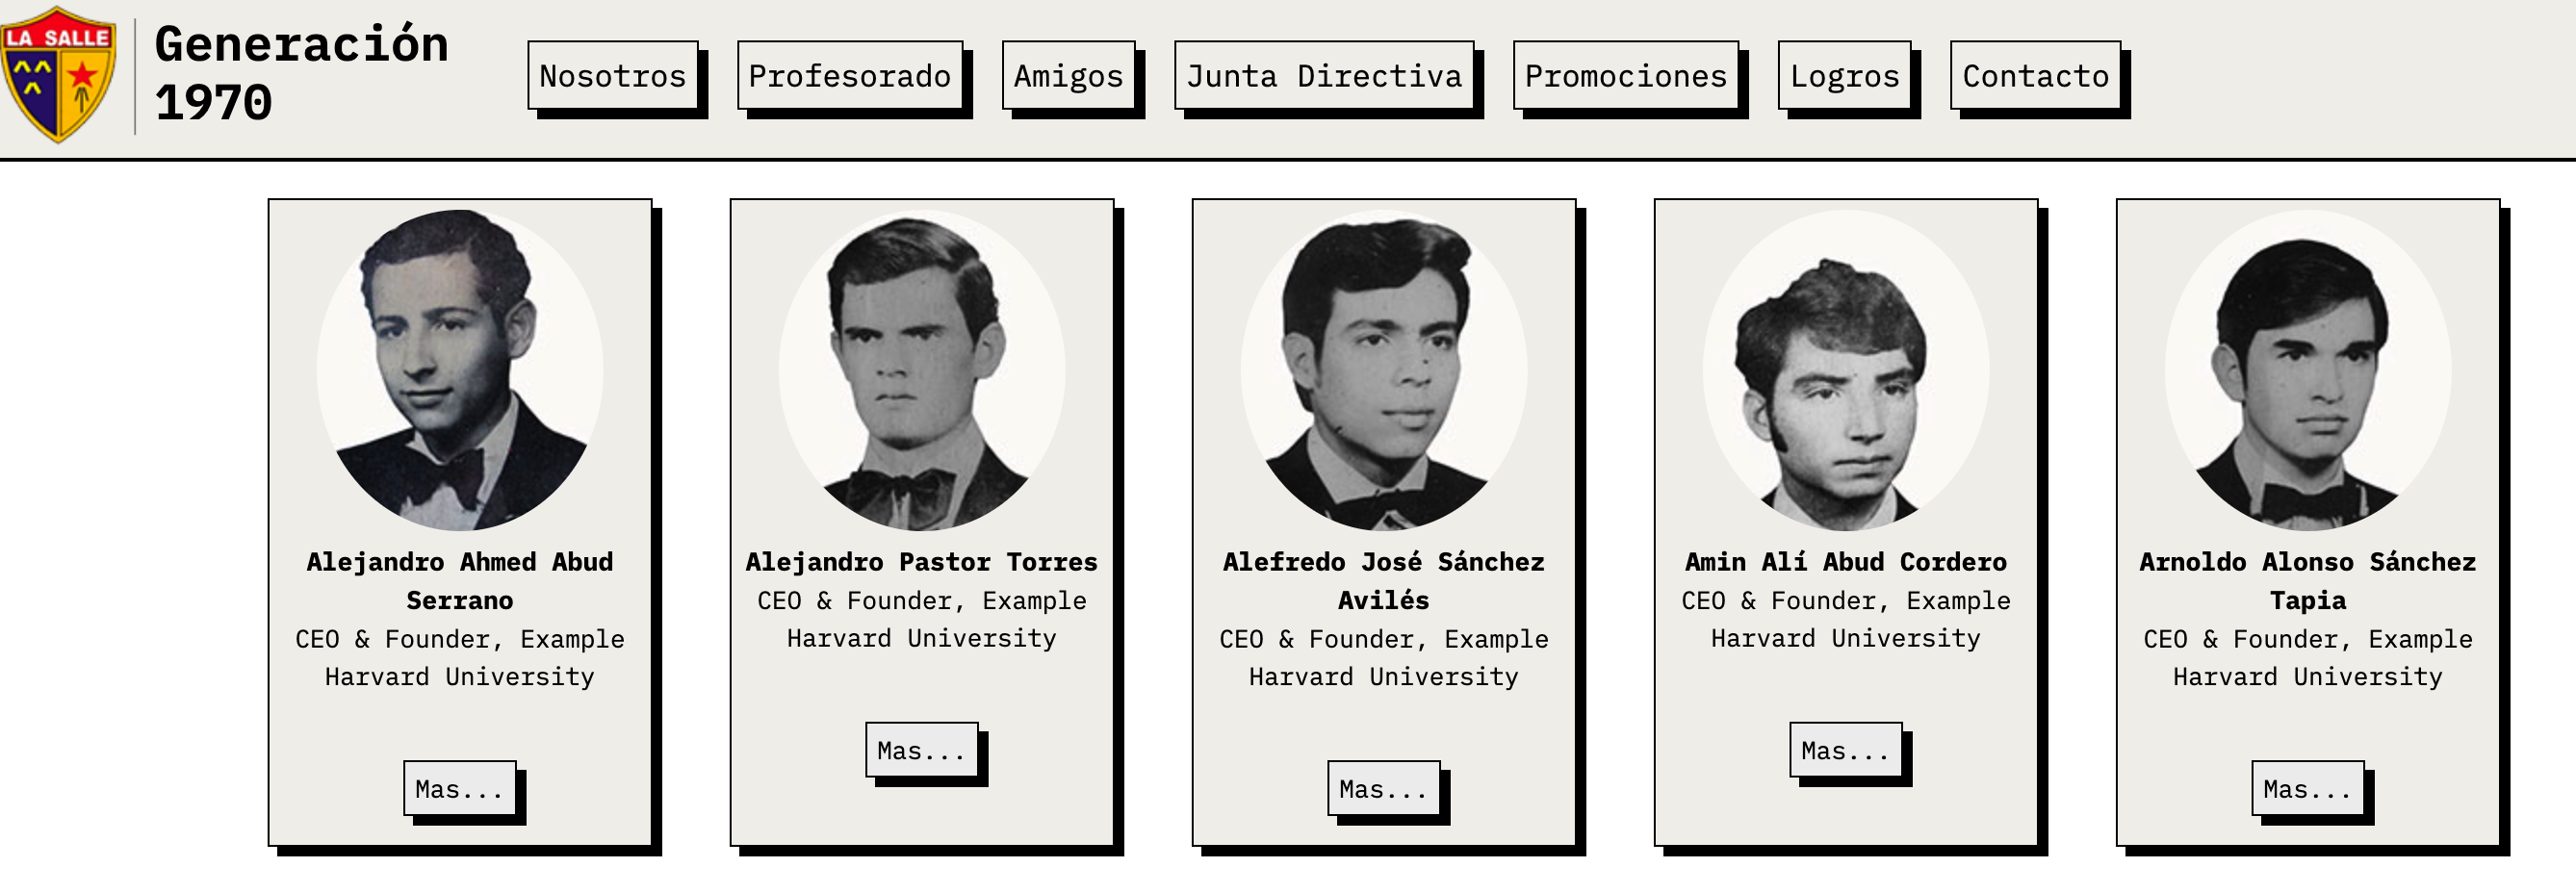 LA SALLE
Generación
1970
Nosotros
Profesorado
Amigos
Junta Directiva
Promociones
Logros
Contacto
Alejandro Ahmed Abud
Serrano
CEO & Founder, Example
Harvard University
Mas...
Alejandro Pastor Torres
CEO & Founder, Example
Harvard University
Mas...
Alefredo José Sánchez
Avilés
CEO & Founder, Example
Harvard University
Mas...
Amin Alí Abud Cordero
CEO & Founder, Example
Harvard University
Mas...
Arnoldo Alonso Sánchez
Tapia
CEO & Founder, Example
Harvard University
Mas...